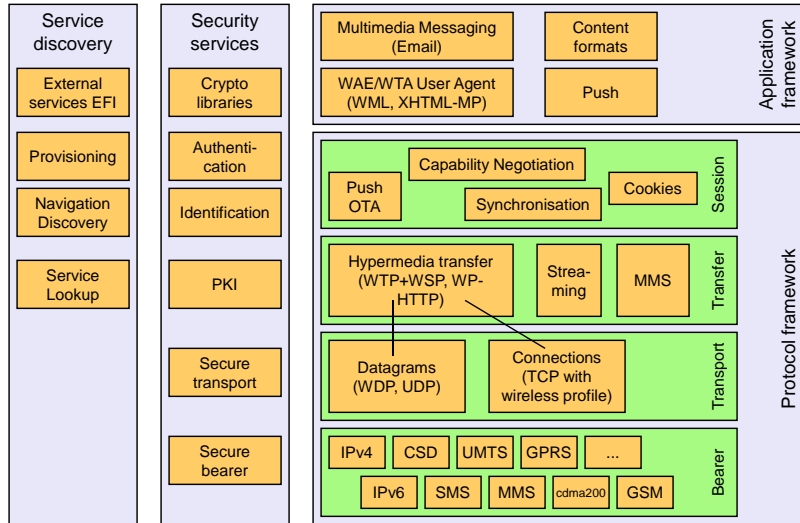 Service
discovery
External
services EFI
Provisioning
Navigation
Discovery
Service
Lookup
Security
services
Crypto
libraries
Authenti-
cation
Identification
PKI
Secure
transport
Secure
bearer
Multimedia Messaging
(Email)
Content
formats
WAE/WTA User Agent
(WML, XHTML-MP)
Push
Application
framework
Capability Negotiation
Push
OTA
Synchronisation
Cookies
Session
Hypermedia transfer
(WTP+WSP, WP-
HTTP)
Strea-
ming
MMS
Transfer
Datagrams
(WDP, UDP)
Connections
(TCP with
wireless profile)
Transport
IPv4
CSD
UMTS
GPRS
...
IPv6
SMS
MMS
cdma200
GSM
Bearer
Protocol framework